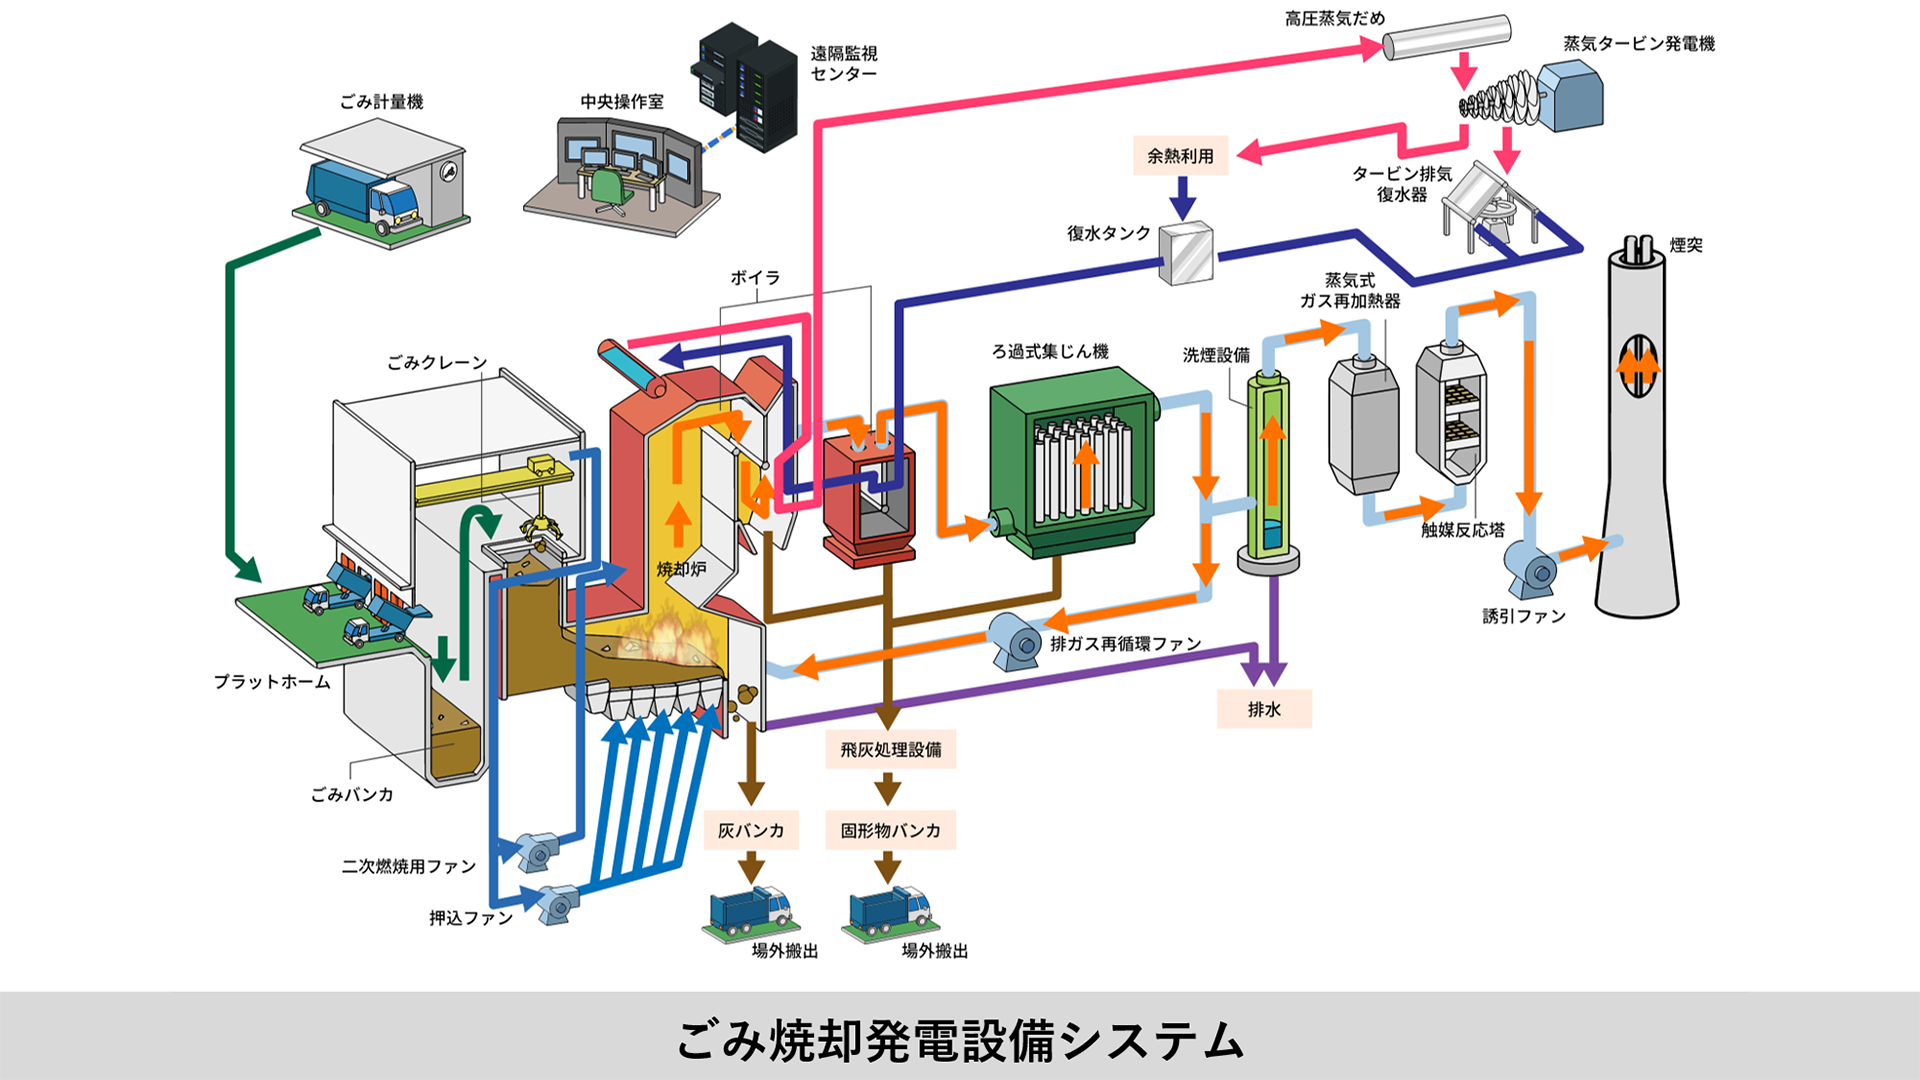 高圧蒸気だめ
蒸気タービン発電機
遠隔監視
センター
ごみ計量機
中央操作室
余熱利用
タービン排気
復水器
復水タンク
煙突
ボイラ
蒸気式
ガス再加熱器
ろ過式集じん機
洗煙設備
ごみクレーン
触媒反応塔
焼却炉
誘引ファン
排ガス再循環ファン
プラットホーム
排水
飛灰処理設備
ごみバンカ
灰バンカ
固形物バンカ
二次燃焼用ファン
押込ファン
場外搬出
場外搬出
ごみ焼却発電設備システム